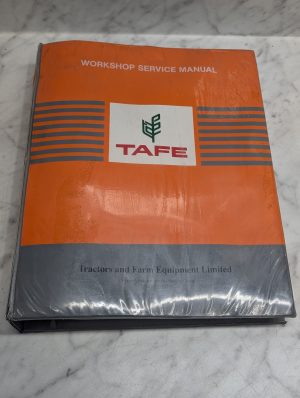 WORKSHOP SERVICE MANUAL
TAFE
Tractors and Farm Equipment Limited